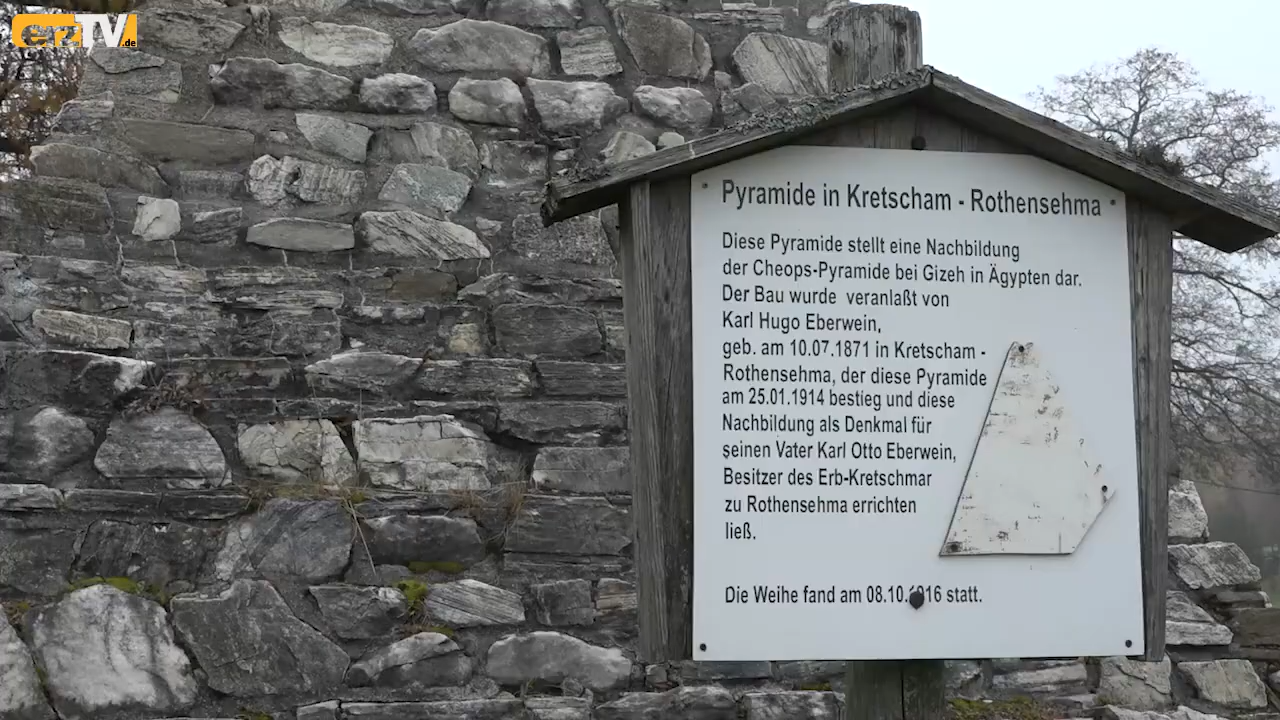 erzTV.de
Pyramide in Kretscham - Rothensehma
Diese Pyramide stellt eine Nachbildung
der Cheops-Pyramide bei Gizeh in Ägypten dar.
Der Bau wurde veranlaßt von
Karl Hugo Eberwein,
geb. am 10.07.1871 in Kretscham -
Rothensehma, der diese Pyramide
am 25.01.1914 bestieg und diese
Nachbildung als Denkmal für
seinen Vater Karl Otto Eberwein,
Besitzer des Erb-Kretschmar
zu Rothensehma errichten
ließ.
Die Weihe fand am 08.10.1916 statt.